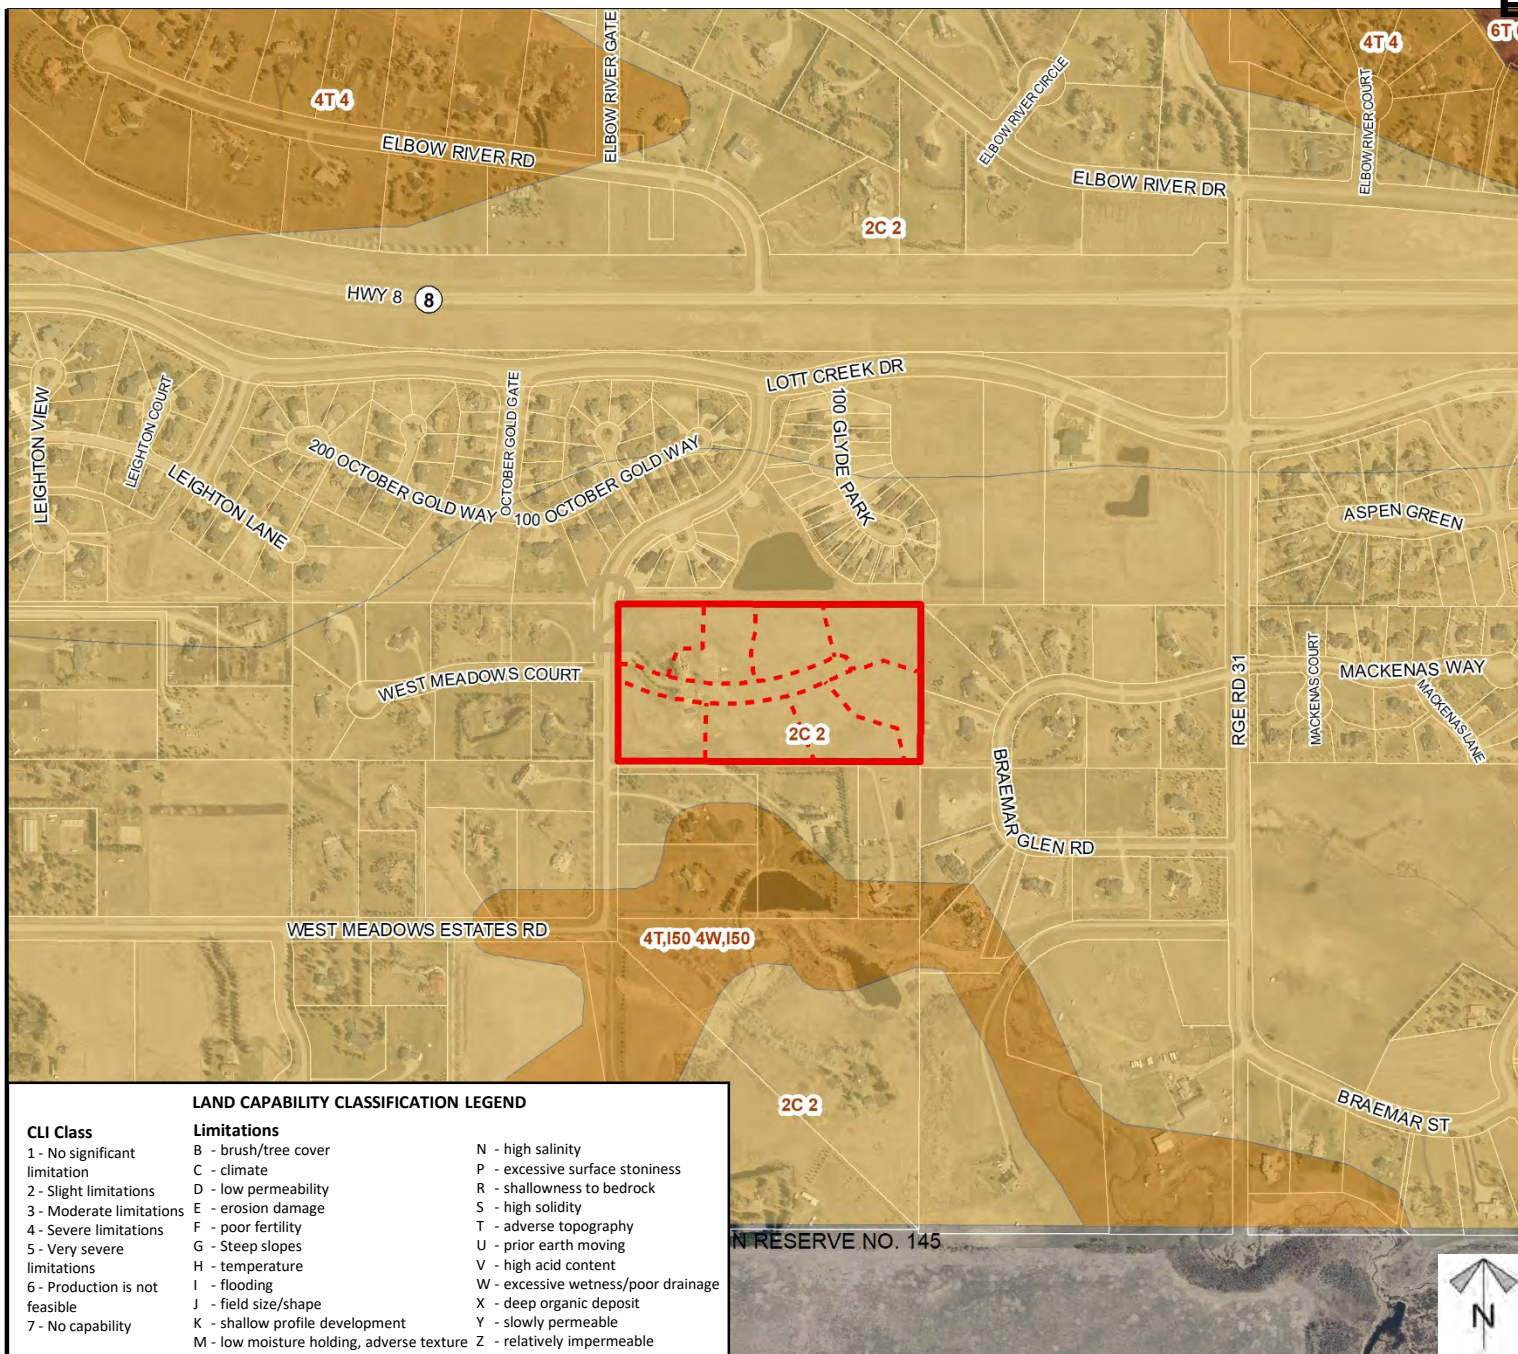 ELBOW RIVER GATE
4T 4
6T
4T 4
ELBOW RIVER CIRCLE
ELBOW RIVER COURT
ELBOW RIVER RD
ELBOW RIVER DR
2C 2
HWY 8
8
LOTT CREEK DR
LEIGHTON VIEW
LEIGHTON COURT
OCTOBER GOLD GATE
100 GLYDE PARK
200 OCTOBER GOLD WAY
100 OCTOBER GOLD WAY
LEIGHTON LANE
ASPEN GREEN
WEST MEADOWS COURT
RGE RD 31
MACKENAS COURT
MACKENAS WAY
MACKENAS LANE
2C 2
BRAEMAR GLEN RD
WEST MEADOWS ESTATES RD
4T,I50 4W,I50
2C 2
BRAEMAR ST
N RESERVE NO. 145
LAND CAPABILITY CLASSIFICATION LEGEND
CLI Class
1 - No significant
limitation
2 - Slight limitations
3 - Moderate limitations
4 - Severe limitations
5 - Very severe
limitations
6 - Production is not
feasible
7 - No capability
Limitations
B - brush/tree cover
C - climate
D - low permeability
E - erosion damage
F - poor fertility
G - Steep slopes
H - temperature
I - flooding
J - field size/shape
K - shallow profile development
M - low moisture holding, adverse texture
N - high salinity
P - excessive surface stoniness
R - shallowness to bedrock
S - high solidity
T - adverse topography
U - prior earth moving
V - high acid content
W - excessive wetness/poor drainage
X - deep organic deposit
Y - slowly permeable
Z - relatively impermeable
N